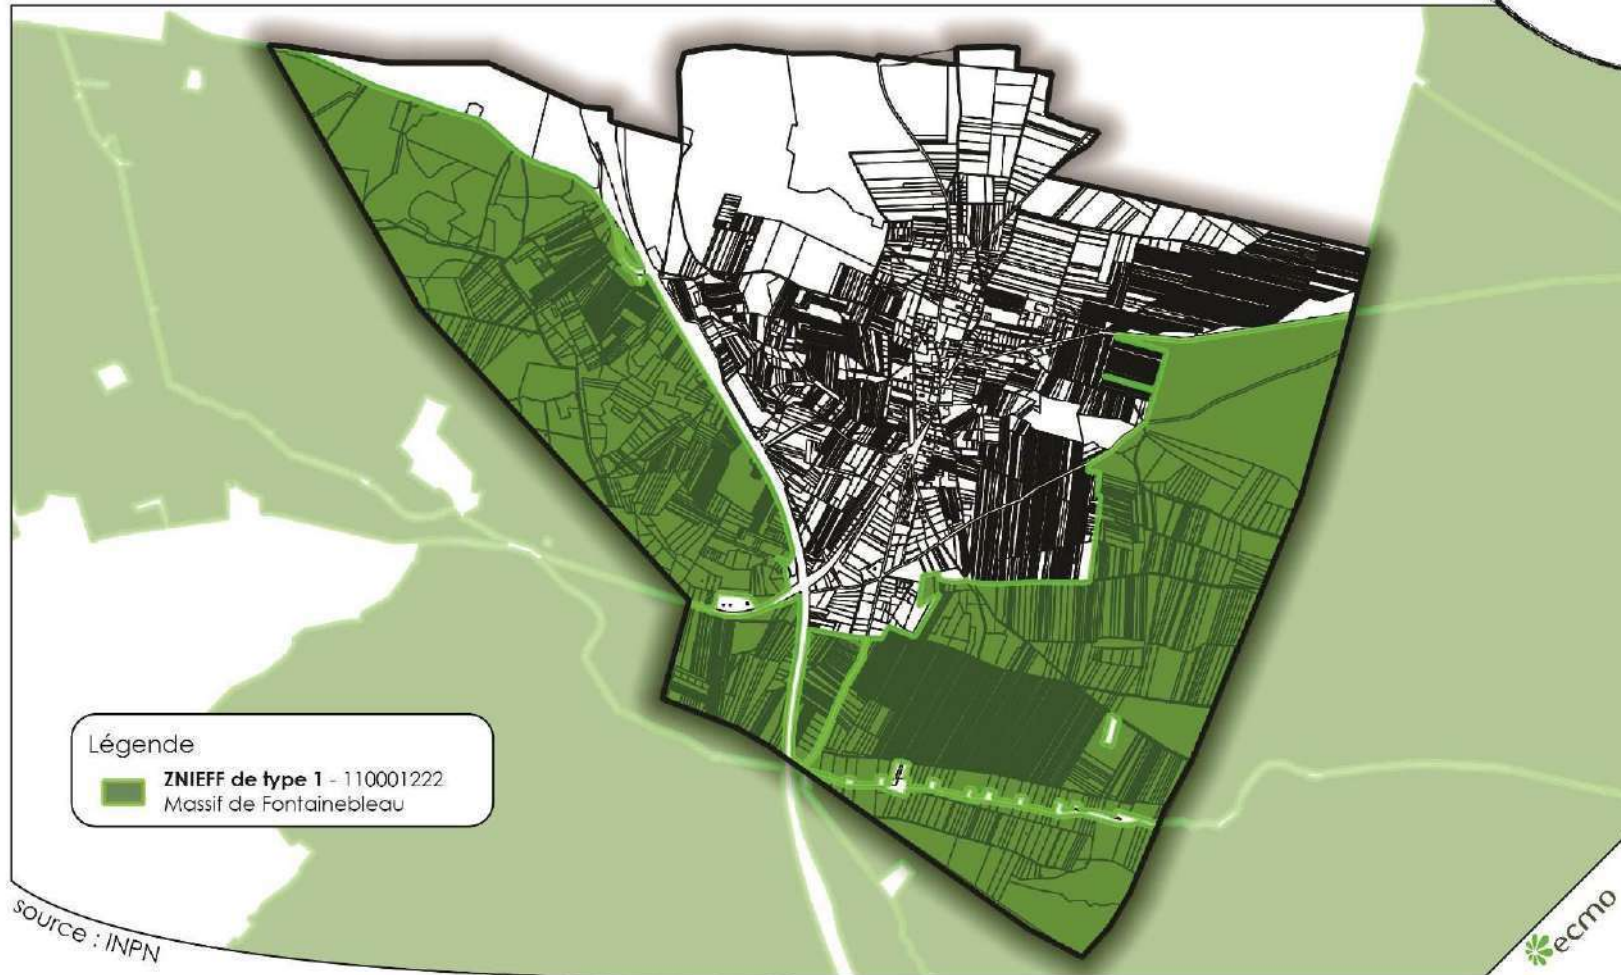 Légende
ZNIEFF de type 1 - 110001222
Massif de Fontainebleau
source : INPN
ecmo